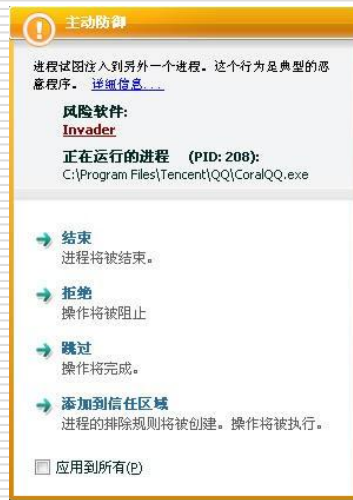 主动防御
进程试图注入到另外一个进程。这个行为是典型的恶
意程序。 详细信息...
风险软件:
Invader
正在运行的进程 (PID: 208):
C:\Program Files\Tencent\QQ\CoralQQ.exe
结束
进程将被结束。
拒绝
操作将被阻止
跳过
操作将完成。
添加到信任区域
进程的排除规则将被创建。操作将被执行。
应用到所有(P)